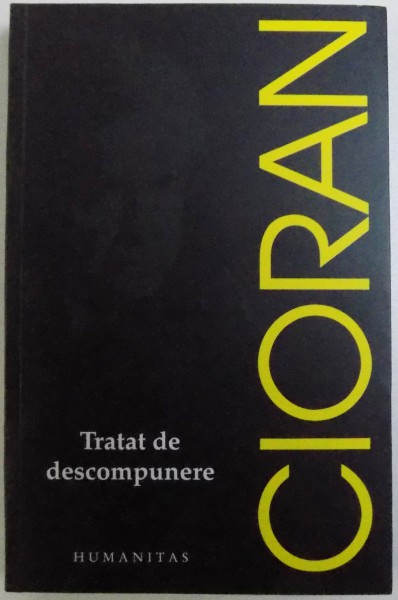 CIORAN
Tratat de
descompunere
HUMANITAS